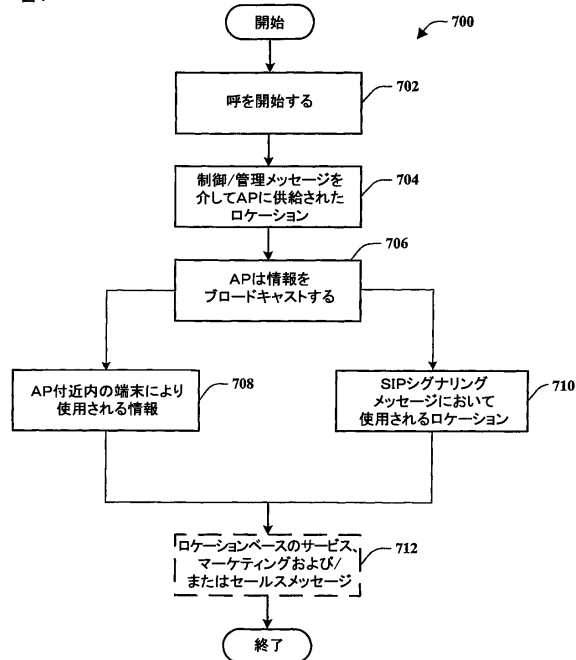 開始
700
呼を開始する
702
制御/管理メッセージを
介してAPに供給された
ロケーション
704
706
APは情報を
ブロードキャストする
AP付近内の端末により
使用される情報
708
SIPシグナリング
メッセージにおいて
使用されるロケーション
710
ロケーションベースのサービス、
マーケティングおよび/
またはセールスメッセージ
712
終了